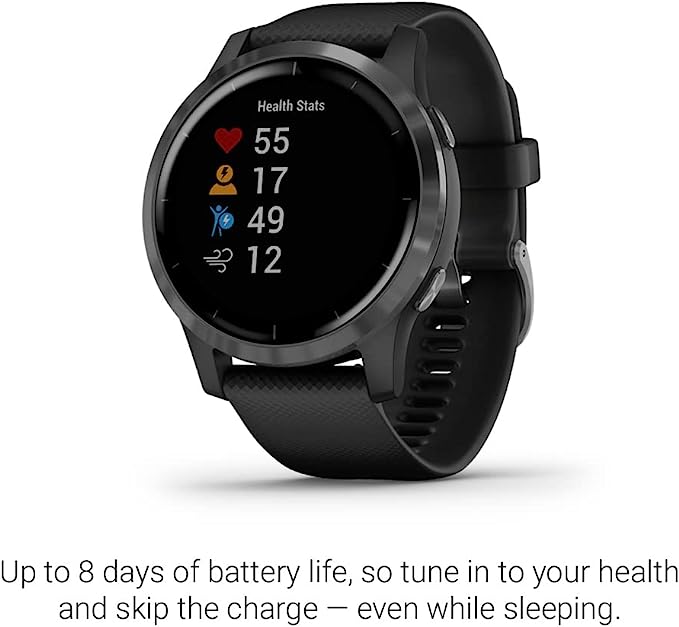 Health Stats
55
17
49
12
Up to 8 days of battery life, so tune in to your health
and skip the charge — even while sleeping.